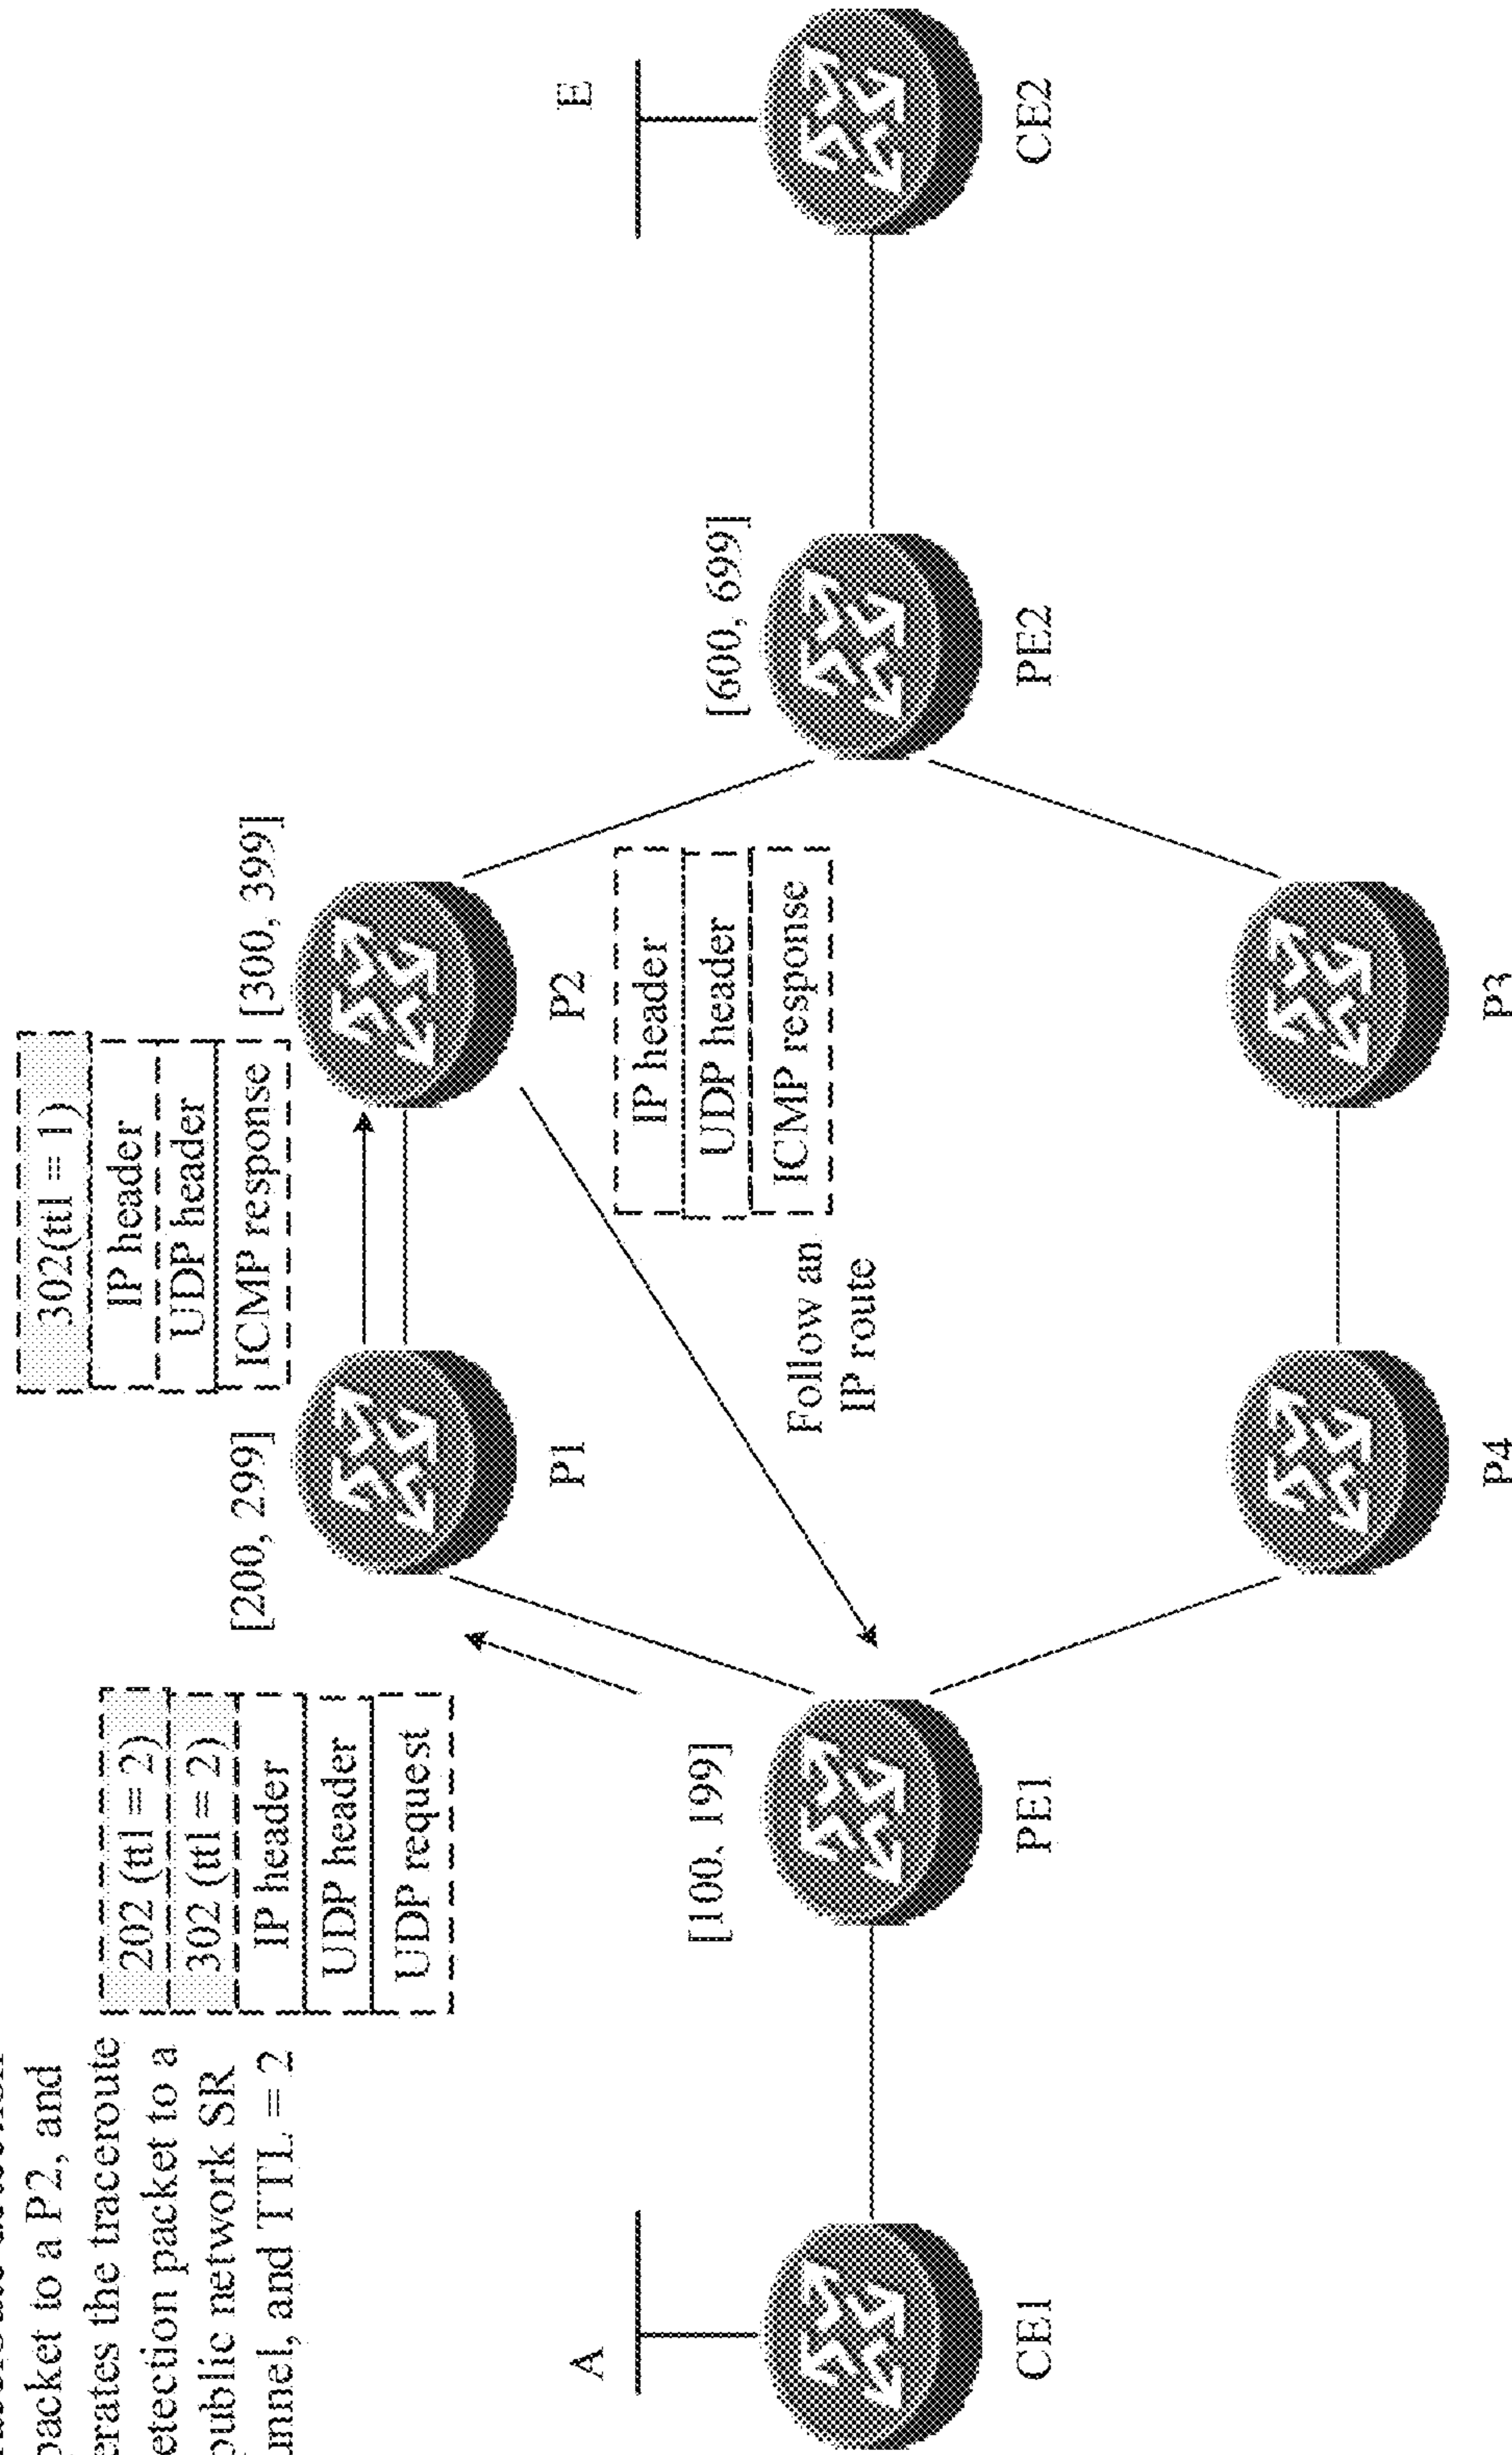 packet to a P2, and
erates the traceroute
etection packet to a
public network SR
unnel, and TTL = 2
202 (ttl = 2)
302 (ttl = 2)
IP header
UDP header
UDP request
302(ttl = 1)
IP header
UDP header
ICMP response
[200, 299]
P1
[300, 399]
P2
IP header
UDP header
ICMP response
Follow an
IP route
A
CE1
[100, 199]
PE1
[600, 699]
PE2
E
CE2
P4
P3